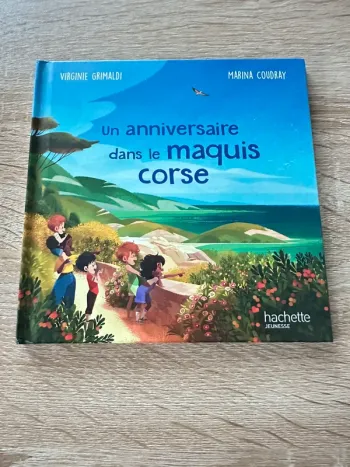 VIRGINIE GRIMALDI
MARINA COUDRAY
Un anniversaire
dans le maquis
corse
hachette
JEUNESSE